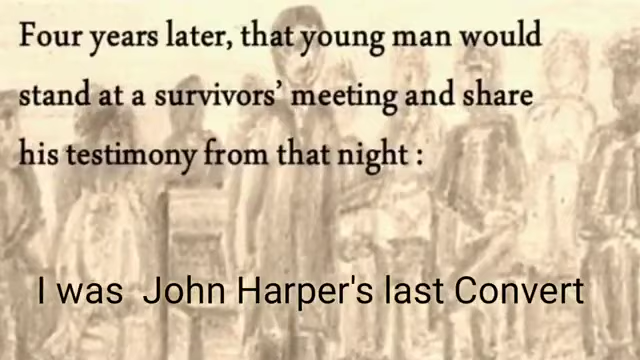 Four years later, that young man would
stand at a survivors' meeting and share
his testimony from that night :
I was John Harper's last Convert